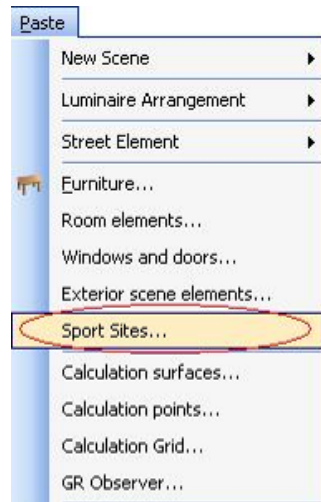 Paste
New Scene
Luminaire Arrangement
Street Element
Furniture...
Room elements...
Windows and doors...
Exterior scene elements...
Sport Sites...
Calculation surfaces...
Calculation points...
Calculation Grid...
GR Observer...